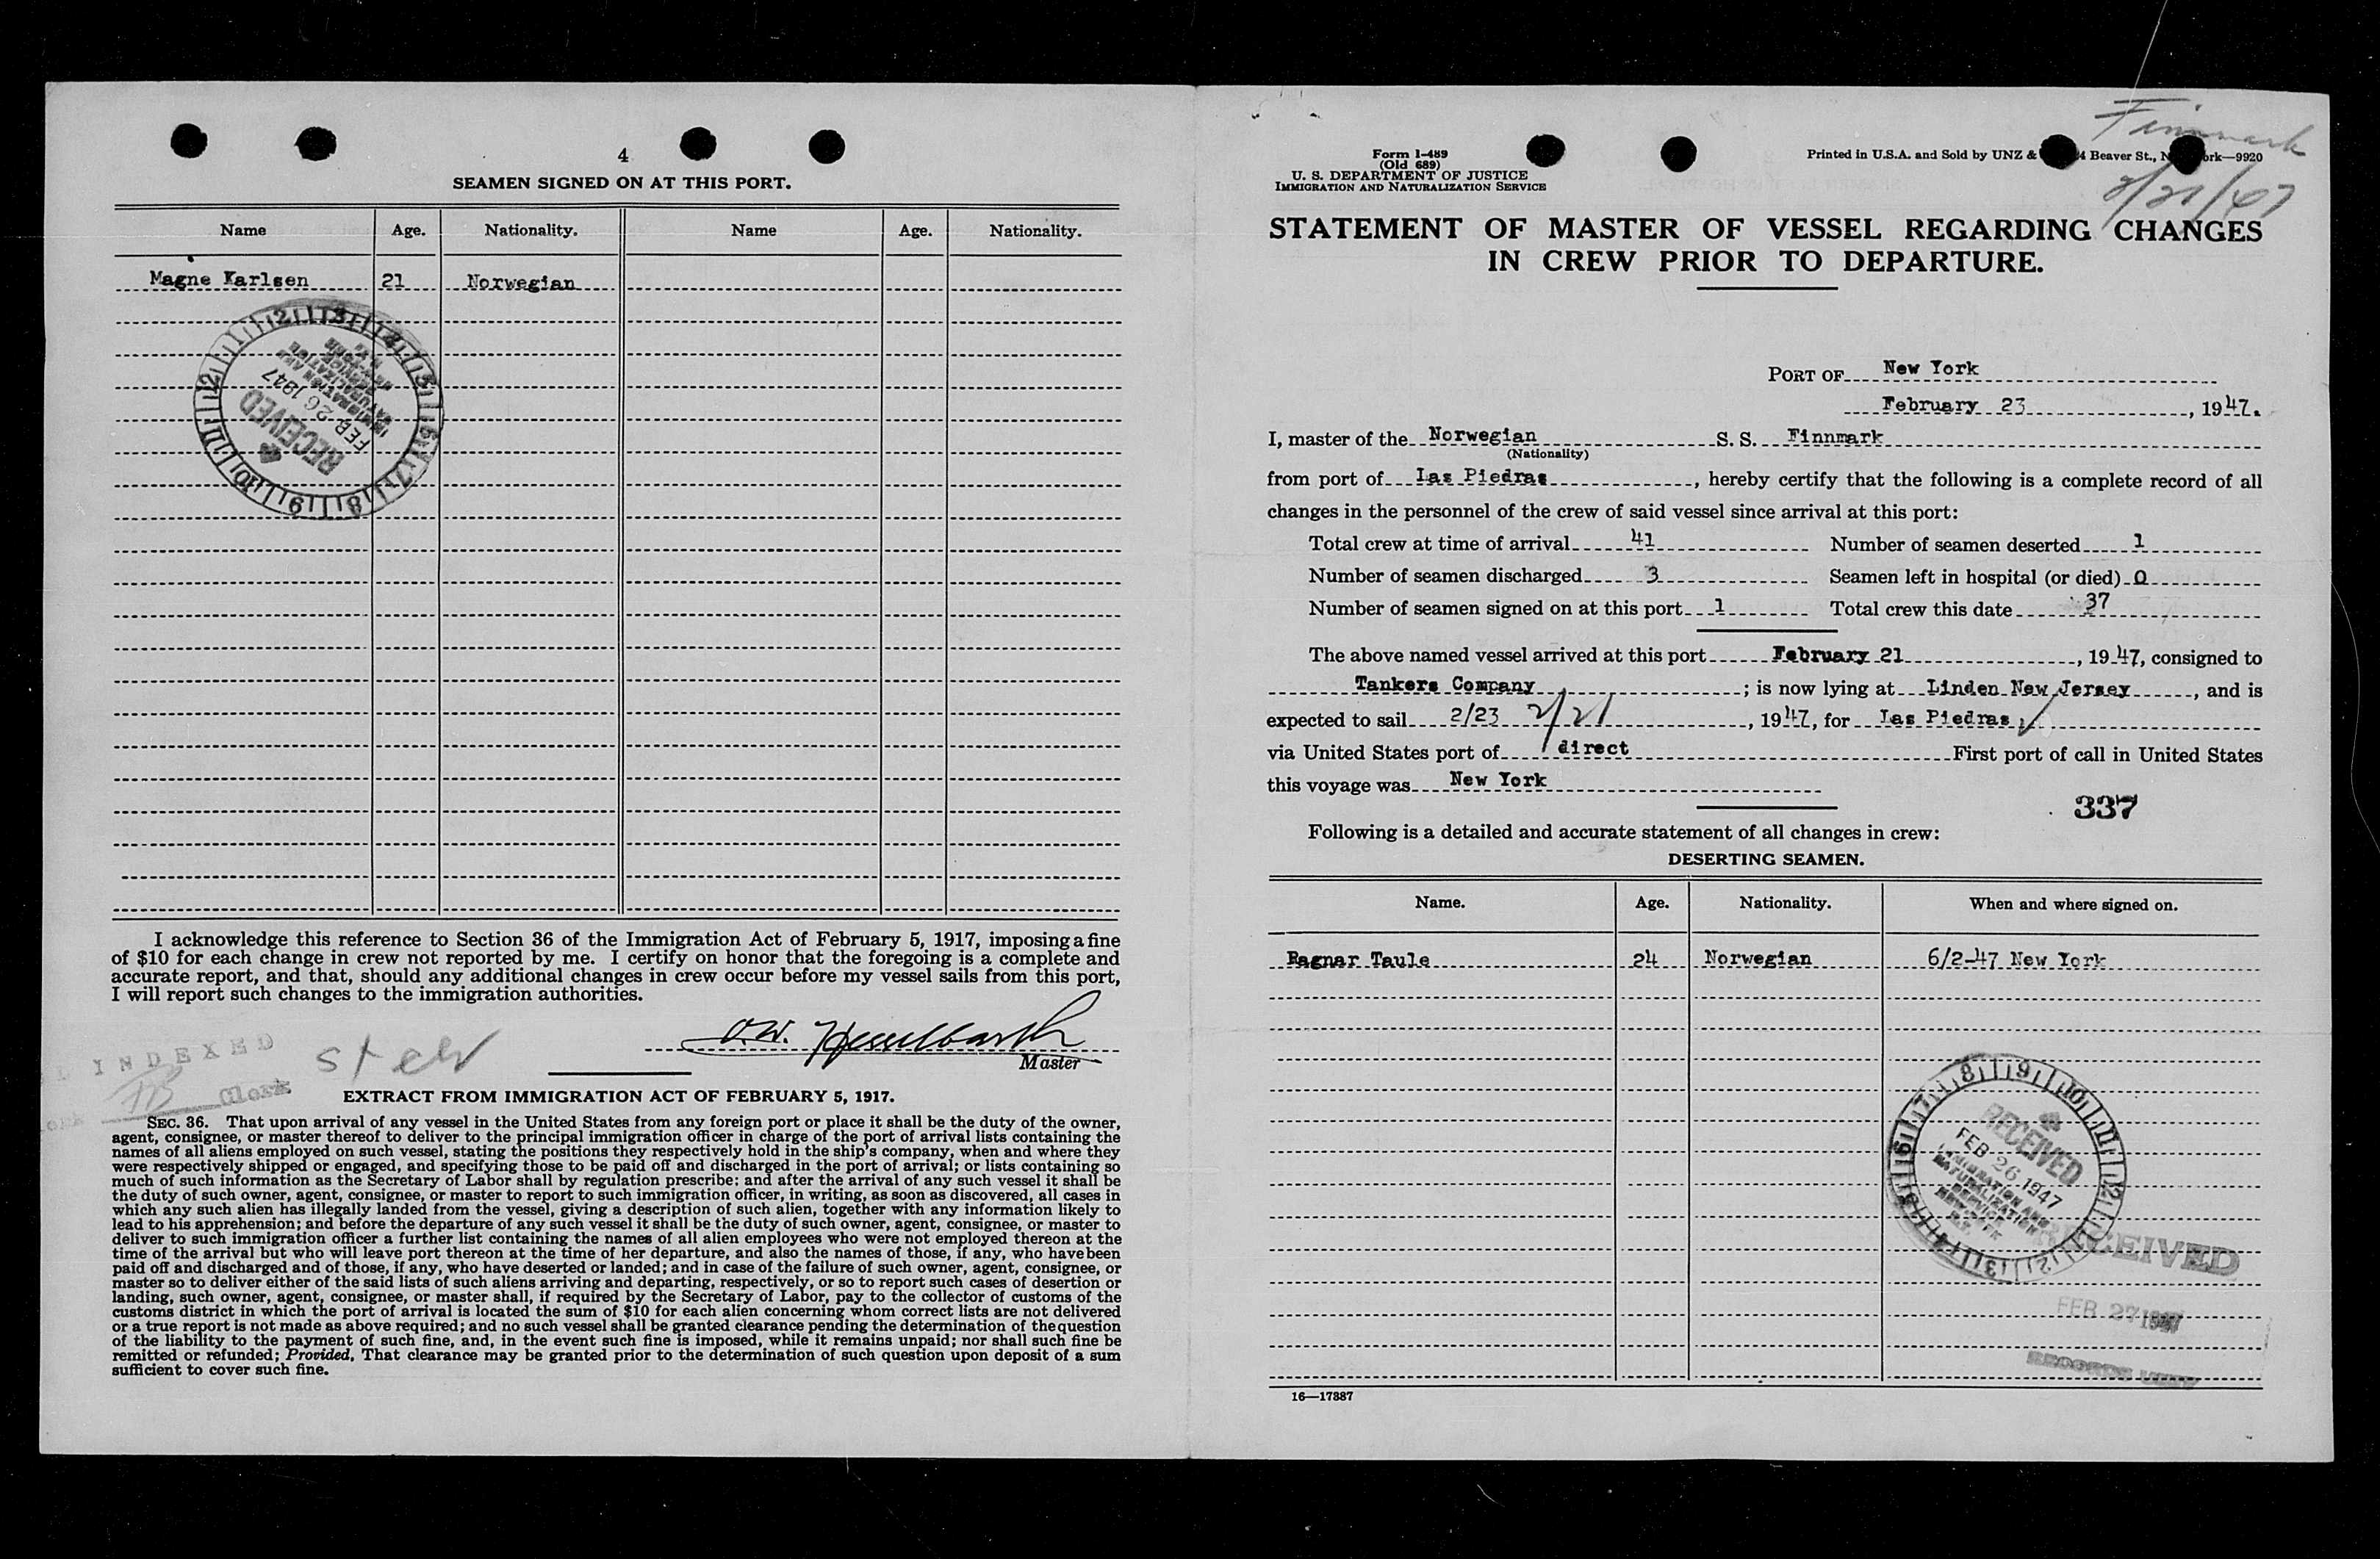 4
SEAMEN SIGNED ON AT THIS PORT.
Name Age. Nationality. Name Age. Nationality.
Magne Karlsen 21 Norwegian
RECEIVED
FEB 26 1947
IMMIGRATION AND
NATURALIZATION
SERVICE
I acknowledge this reference to Section 36 of the Immigration Act of February 5, 1917, imposing a fine
of $10 for each change in crew not reported by me. I certify on honor that the foregoing is a complete and
accurate report, and that, should any additional changes in crew occur before my vessel sails from this port,
I will report such changes to the immigration authorities.
O.W. Hesselbarth
Master
INDEXED
Clerk
EXTRACT FROM IMMIGRATION ACT OF FEBRUARY 5, 1917.
SEC. 36. That upon arrival of any vessel in the United States from any foreign port or place it shall be the duty of the owner,
agent, consignee, or master thereof to deliver to the principal immigration officer in charge of the port of arrival lists containing the
names of all aliens employed on such vessel, stating the positions they respectively hold in the ship's company, when and where they
were respectively shipped or engaged, and specifying those to be paid off and discharged in the port of arrival; or lists containing so
much of such information as the Secretary of Labor shall by regulation prescribe; and after the arrival of any such vessel it shall be
the duty of such owner, agent, consignee, or master to report to such immigration officer, in writing, as soon as discovered, all cases in
which any such alien has illegally landed from the vessel, giving a description of such alien, together with any information likely to
lead to his apprehension; and before the departure of any such vessel it shall be the duty of such owner, agent, consignee, or master to
deliver to such immigration officer a further list containing the names of all alien employees who were not employed thereon at the
time of the arrival but who will leave port thereon at the time of her departure, and also the names of those, if any, who have been
paid off and discharged and of those, if any, who have deserted or landed; and in case of the failure of such owner, agent, consignee, or
master so to deliver either of the said lists of such aliens arriving and departing, respectively, or so to report such cases of desertion or
landing, such owner, agent, consignee, or master shall, if required by the Secretary of Labor, pay to the collector of customs of the
customs district in which the port of arrival is located the sum of $10 for each alien concerning whom correct lists are not delivered
or a true report is not made as above required; and no such vessel shall be granted clearance pending the determination of the question
of the liability to the payment of such fine, and, in the event such fine is imposed, while it remains unpaid; nor shall such fine be
remitted or refunded; Provided, That clearance may be granted prior to the determination of such question upon deposit of a sum
sufficient to cover such fine.
Finnmark
2/21/47
Form I-489
(Old 689)
U. S. DEPARTMENT OF JUSTICE
IMMIGRATION AND NATURALIZATION SERVICE
Printed in U.S.A. and Sold by UNZ & Beaver St., 9920
STATEMENT OF MASTER OF VESSEL REGARDING CHANGES
IN CREW PRIOR TO DEPARTURE.
PORT OF New York
February 23, 1947.
I, master of the Norwegian S. S. Finnmark
(Nationality)
from port of Las Piedras, hereby certify that the following is a complete record of all
changes in the personnel of the crew of said vessel since arrival at this port:
Total crew at time of arrival 41 Number of seamen deserted 1
Number of seamen discharged 3 Seamen left in hospital (or died) 0
Number of seamen signed on at this port 1 Total crew this date 37
The above named vessel arrived at this port February 21, 1947, consigned to
Tankers Company; is now lying at Linden New Jersey, and is
expected to sail 2/23 2/21, 1947, for Las Piedras
via United States port of direct First port of call in United States
this voyage was New York
337
Following is a detailed and accurate statement of all changes in crew:
DESERTING SEAMEN.
Name. Age. Nationality. When and where signed on.
Ragnar Taule 24 Norwegian 6/2-47 New York
RECEIVED
FEB 26 1947
IMMIGRATION AND
NATURALIZATION
SERVICE
RECEIVED
FEB 27 1947
16—17887